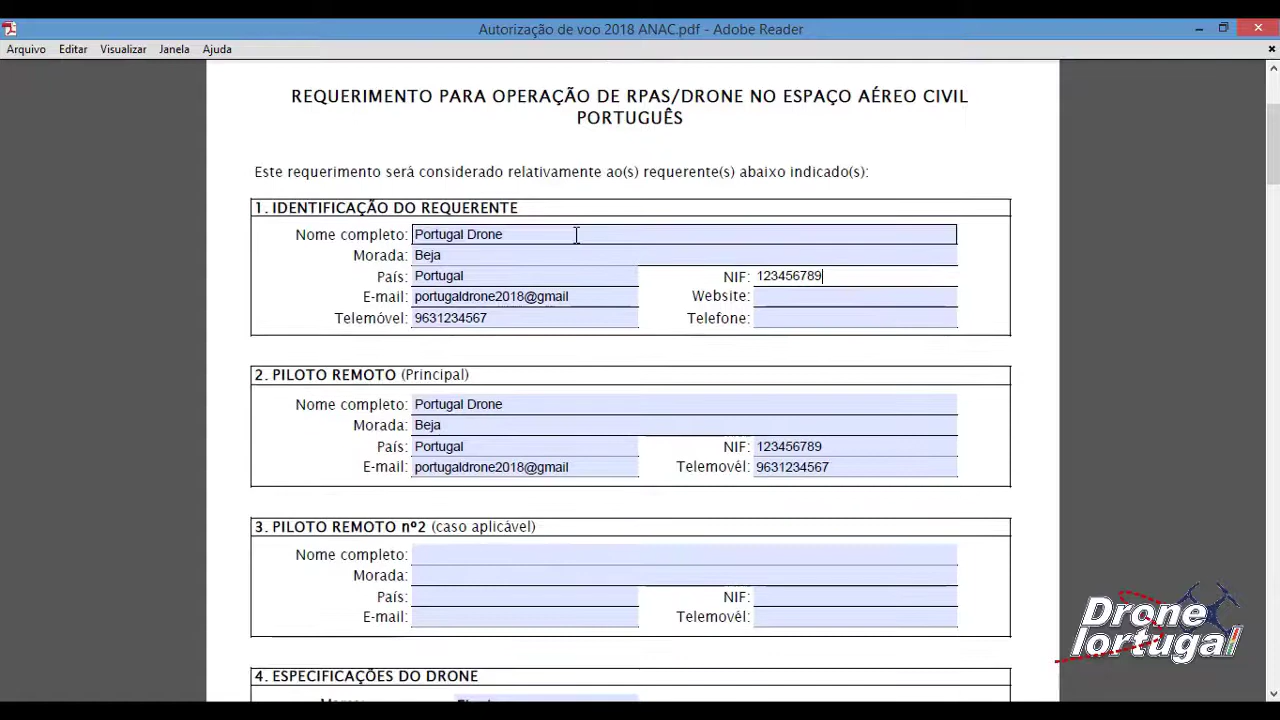 Autorização de voo 2018 ANAC.pdf - Adobe Reader
Arquivo Editar Visualizar Janela Ajuda
REQUERIMENTO PARA OPERAÇÃO DE RPAS/DRONE NO ESPAÇO AÉREO CIVIL
PORTUGUÊS
Este requerimento será considerado relativamente ao(s) requerente(s) abaixo indicado(s):
1. IDENTIFICAÇÃO DO REQUERENTE
Nome completo: Portugal Drone
Morada: Beja
País: Portugal NIF: 123456789
E-mail: portugaldrone2018@gmail Website:
Telemóvel: 9631234567 Telefone:
2. PILOTO REMOTO (Principal)
Nome completo: Portugal Drone
Morada: Beja
País: Portugal NIF: 123456789
E-mail: portugaldrone2018@gmail Telemovél: 9631234567
3. PILOTO REMOTO nº2 (caso aplicável)
Nome completo:
Morada:
País: NIF:
E-mail: Telemovél:
4. ESPECIFICAÇÕES DO DRONE
Drone
Portugal